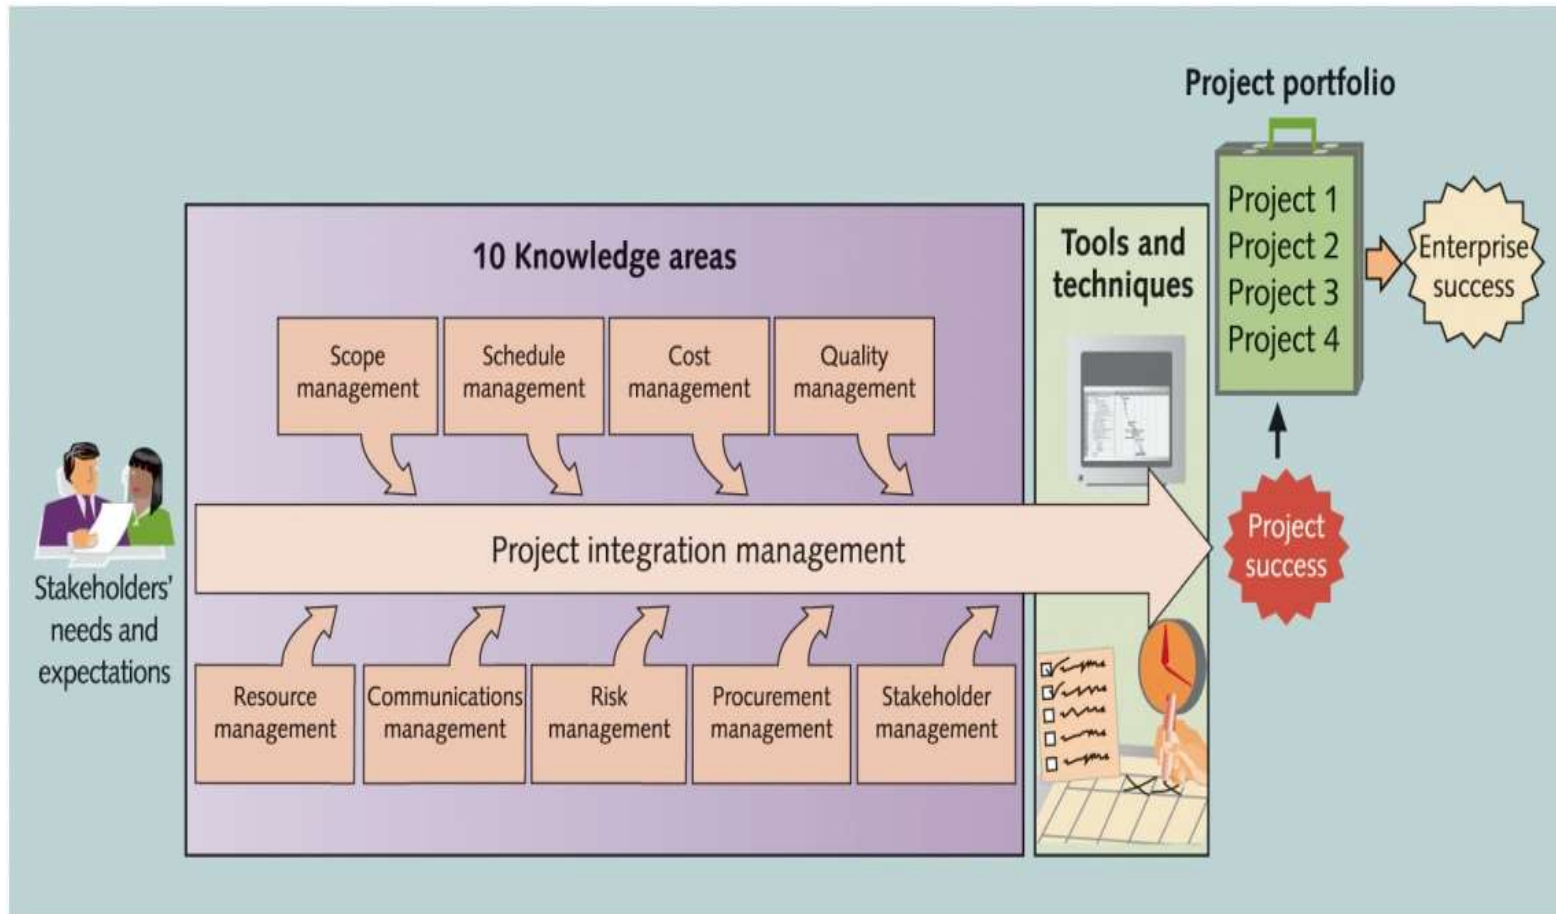 Project portfolio
Project 1
Project 2
Project 3
Project 4
Enterprise
success
10 Knowledge areas
Tools and
techniques
Scope
management
Schedule
management
Cost
management
Quality
management
Stakeholders'
needs and
expectations
Project integration management
Project
success
Resource
management
Communications
management
Risk
management
Procurement
management
Stakeholder
management